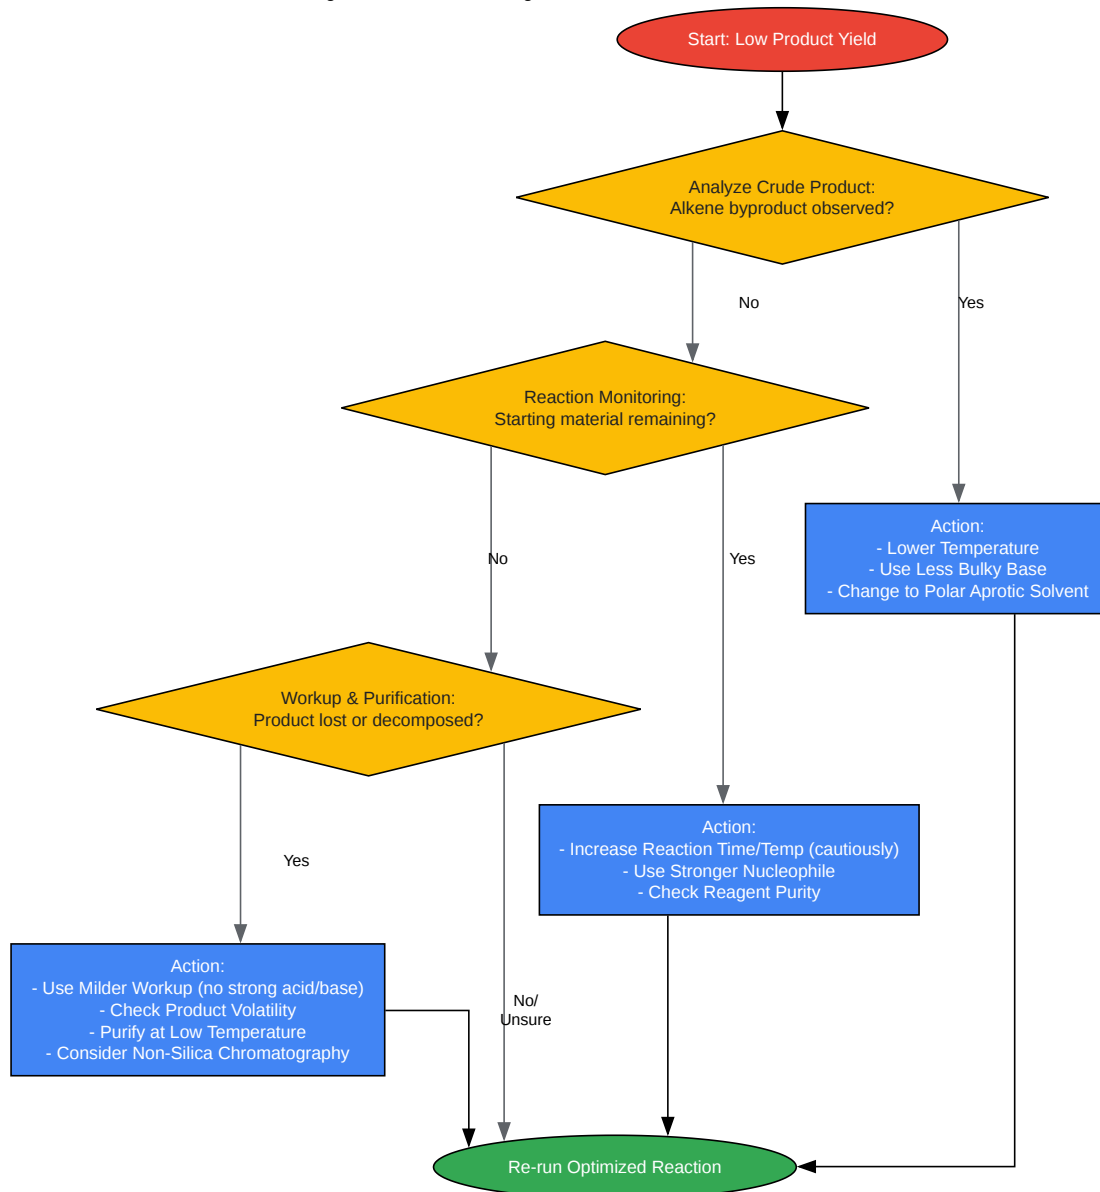 Start: Low Product Yield
Analyze Crude Product:
Alkene byproduct observed?
No
Yes
Reaction Monitoring:
Starting material remaining?
No
Yes
Action:
- Lower Temperature
- Use Less Bulky Base
- Change to Polar Aprotic Solvent
Workup & Purification:
Product lost or decomposed?
Yes
No/
Unsure
Action:
- Increase Reaction Time/Temp (cautiously)
- Use Stronger Nucleophile
- Check Reagent Purity
Action:
- Use Milder Workup (no strong acid/base)
- Check Product Volatility
- Purify at Low Temperature
- Consider Non-Silica Chromatography
Re-run Optimized Reaction